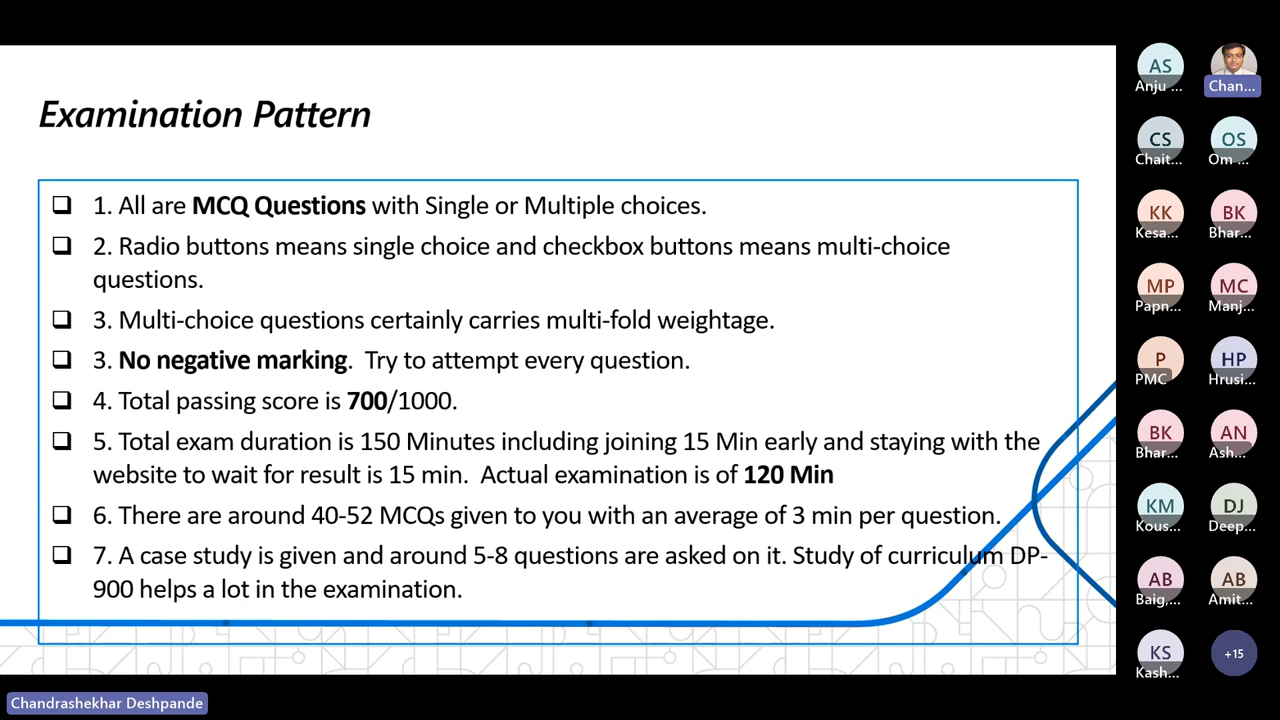 Examination Pattern
❑ 1. All are MCQ Questions with Single or Multiple choices.
❑ 2. Radio buttons means single choice and checkbox buttons means multi-choice
questions.
❑ 3. Multi-choice questions certainly carries multi-fold weightage.
❑ 3. No negative marking. Try to attempt every question.
❑ 4. Total passing score is 700/1000.
❑ 5. Total exam duration is 150 Minutes including joining 15 Min early and staying with the
website to wait for result is 15 min. Actual examination is of 120 Min
❑ 6. There are around 40-52 MCQs given to you with an average of 3 min per question.
❑ 7. A case study is given and around 5-8 questions are asked on it. Study of curriculum DP-
900 helps a lot in the examination.
AS
Anju ...
Chan...
CS OS
Chait... Om ...
KK BK
Kesa... Bhar...
MP MC
Papn... Manj...
P HP
PMC Hrusi...
BK AN
Bhar... Ash...
KM DJ
Kous... Deep...
AB AB
Baig,... Amit...
KS +15
Kash...
Chandrashekhar Deshpande